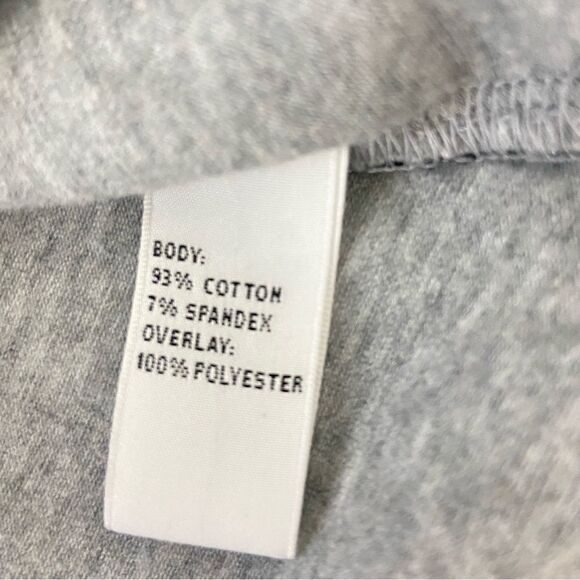 BODY:
93% COTTON
7% SPANDEX
OVERLAY:
100% POLYESTER